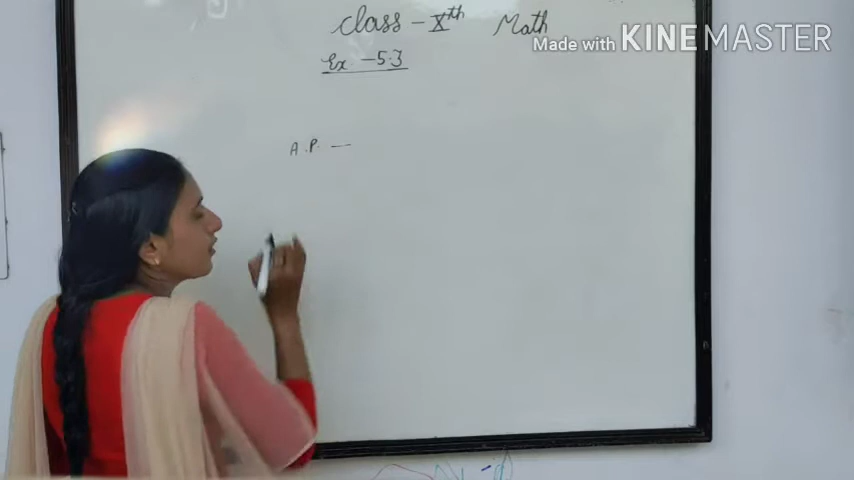 Class - Xth Math
Made with KINEMASTER
Ex. - 5.3
A.P. —